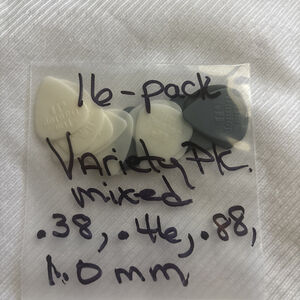 16-pack
Variety Pk.
mixed
.38, .46, .88,
1.0 mm